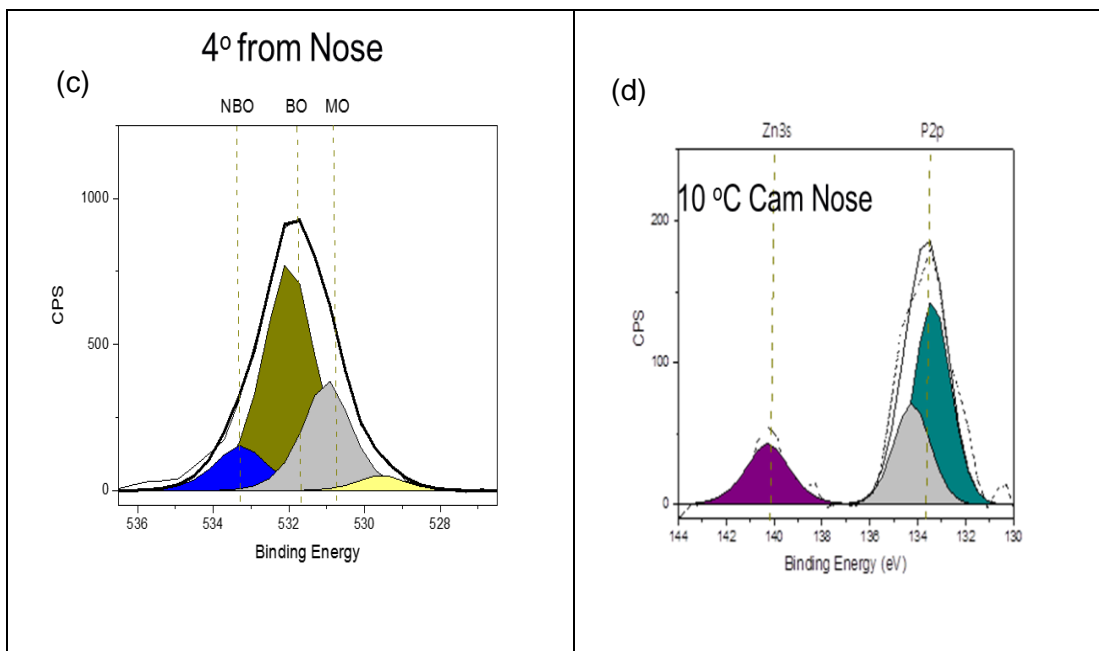 4º from Nose
(c)
NBO BO MO
1000
500
0
CPS
536 534 532 530 528
Binding Energy
(d)
Zn3s P2p
10 ºC Cam Nose
200
100
0
CPS
144 142 140 138 136 134 132 130
Binding Energy (eV)